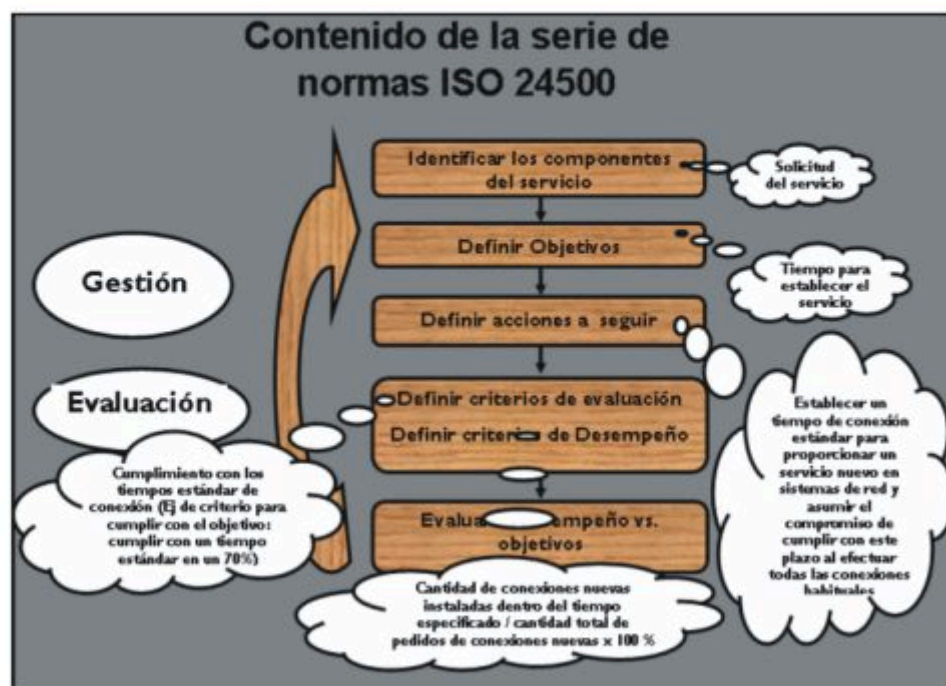 Contenido de la serie de
normas ISO 24500
Identificar los componentes
del servicio
Solicitud
del servicio
Definir Objetivos
Tiempo para
establecer el
servicio
Gestión
Definir acciones a seguir
Establecer un
tiempo de conexión
estándar para
proporcionar un
servicio nuevo en
sistemas de red y
asumir el
compromiso de
cumplir con este
plazo al efectuar
todas las conexiones
habituales
Evaluación
Definir criterios de evaluación
Definir criterios de Desempeño
Cumplimiento con los
tiempos estándar de
conexión (Ej de criterio para
cumplir con el objetivo:
cumplir con un tiempo
estándar en un 70%)
vs.
objetivos
Cantidad de conexiones nuevas
instaladas dentro del tiempo
especificado / cantidad total de
pedidos de conexiones nuevas x 100 %